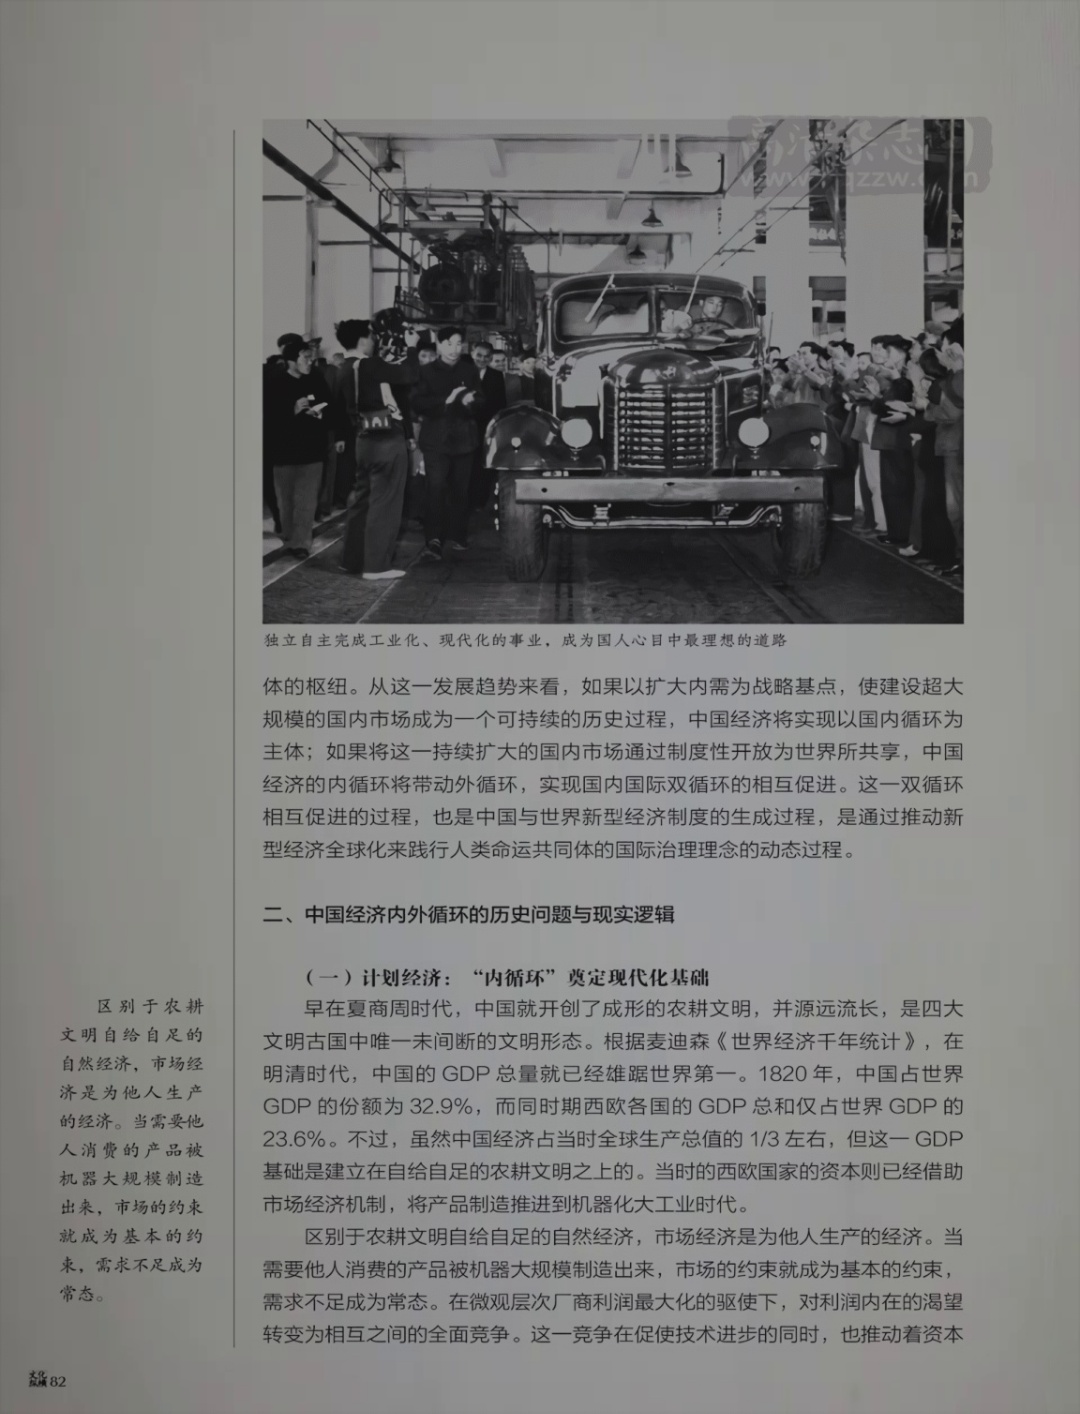 高清杂志
独立自主完成工业化、现代化的事业，成为国人心目中最理想的道路
体的枢纽。从这一发展趋势来看，如果以扩大内需为战略基点，使建设超大
规模的国内市场成为一个可持续的历史过程，中国经济将实现以国内循环为
主体；如果将这一持续扩大的国内市场通过制度性开放为世界所共享，中国
经济的内循环将带动外循环，实现国内国际双循环的相互促进。这一双循环
相互促进的过程，也是中国与世界新型经济制度的生成过程，是通过推动新
型经济全球化来践行人类命运共同体的国际治理理念的动态过程。
二、中国经济内外循环的历史问题与现实逻辑
（一）计划经济：“内循环”奠定现代化基础
早在夏商周时代，中国就开创了成形的农耕文明，并源远流长，是四大
文明古国中唯一未间断的文明形态。根据麦迪森《世界经济千年统计》，在
明清时代，中国的 GDP 总量就已经雄踞世界第一。1820 年，中国占世界
GDP 的份额为 32.9%，而同时期西欧各国的 GDP 总和仅占世界 GDP 的
23.6%。不过，虽然中国经济占当时全球生产总值的 1/3 左右，但这一 GDP
基础是建立在自给自足的农耕文明之上的。当时的西欧国家的资本则已经借助
市场经济机制，将产品制造推进到机器化大工业时代。
区别于农耕文明自给自足的自然经济，市场经济是为他人生产的经济。当
需要他人消费的产品被机器大规模制造出来，市场的约束就成为基本的约束，
需求不足成为常态。在微观层次厂商利润最大化的驱使下，对利润内在的渴望
转变为相互之间的全面竞争。这一竞争在促使技术进步的同时，也推动着资本
区别于农耕
文明自给自足的
自然经济，市场经
济是为他人生产
的经济。当需要他
人消费的产品被
机器大规模制造
出来，市场的约束
就成为基本的约
束，需求不足成为
常态。
文化纵横 82